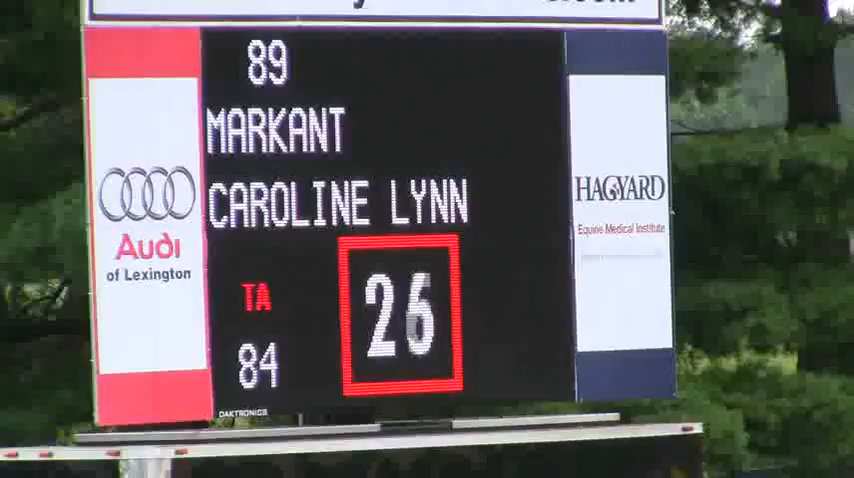 89
MARKANT
CAROLINE LYNN
TA
84
26
Audi
of Lexington
HAGYARD
Equine Medical Institute
DAKTRONICS